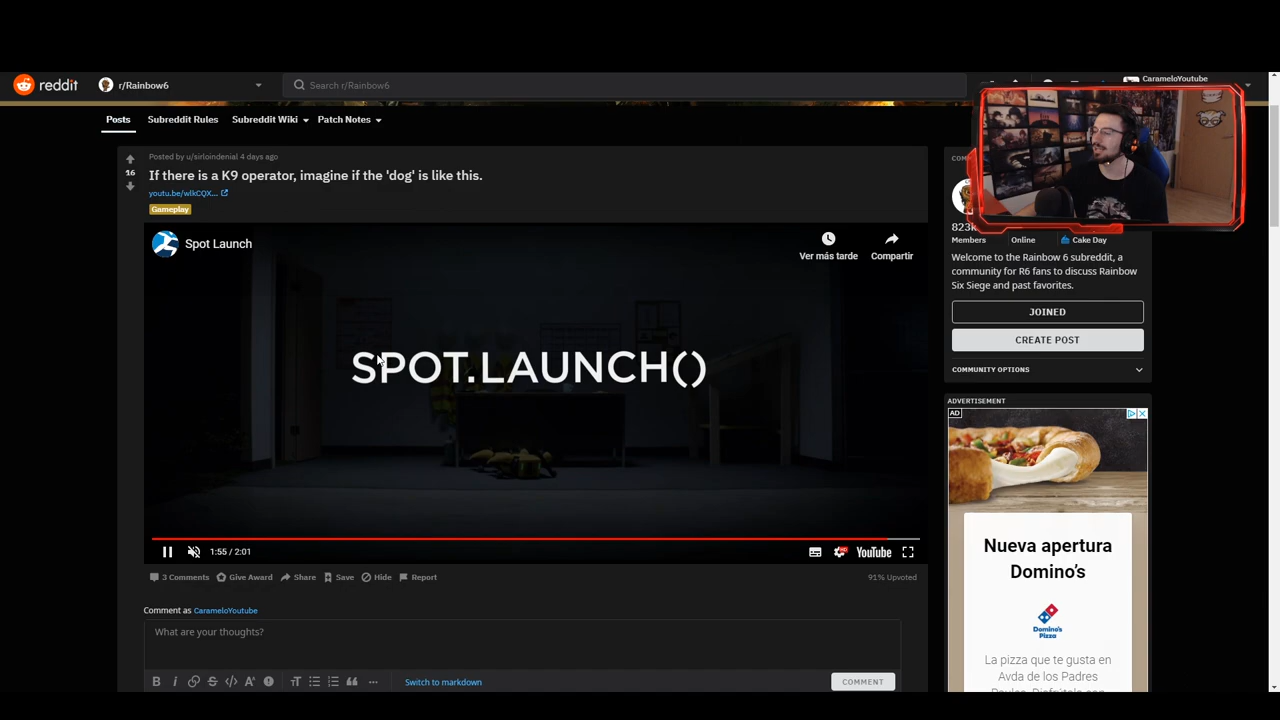 reddit
r/Rainbow6
Search r/Rainbow6
CarameloYoutube
Posts
Subreddit Rules
Subreddit Wiki
Patch Notes
Posted by u/sirloindenial 4 days ago
16
If there is a K9 operator, imagine if the 'dog' is like this.
youtu.be/wlkCQX...
Gameplay
Spot Launch
Ver más tarde
Compartir
SPOT.LAUNCH()
1:55 / 2:01
HD
YouTube
3 Comments
Give Award
Share
Save
Hide
Report
91% Upvoted
Comment as CarameloYoutube
What are your thoughts?
B
i
Switch to markdown
COMMENT
823k
Members
Online
Cake Day
Welcome to the Rainbow 6 subreddit, a
community for R6 fans to discuss Rainbow
Six Siege and past favorites.
JOINED
CREATE POST
COMMUNITY OPTIONS
ADVERTISEMENT
AD
Nueva apertura
Domino's
Domino's
Pizza
La pizza que te gusta en
Avda de los Padres